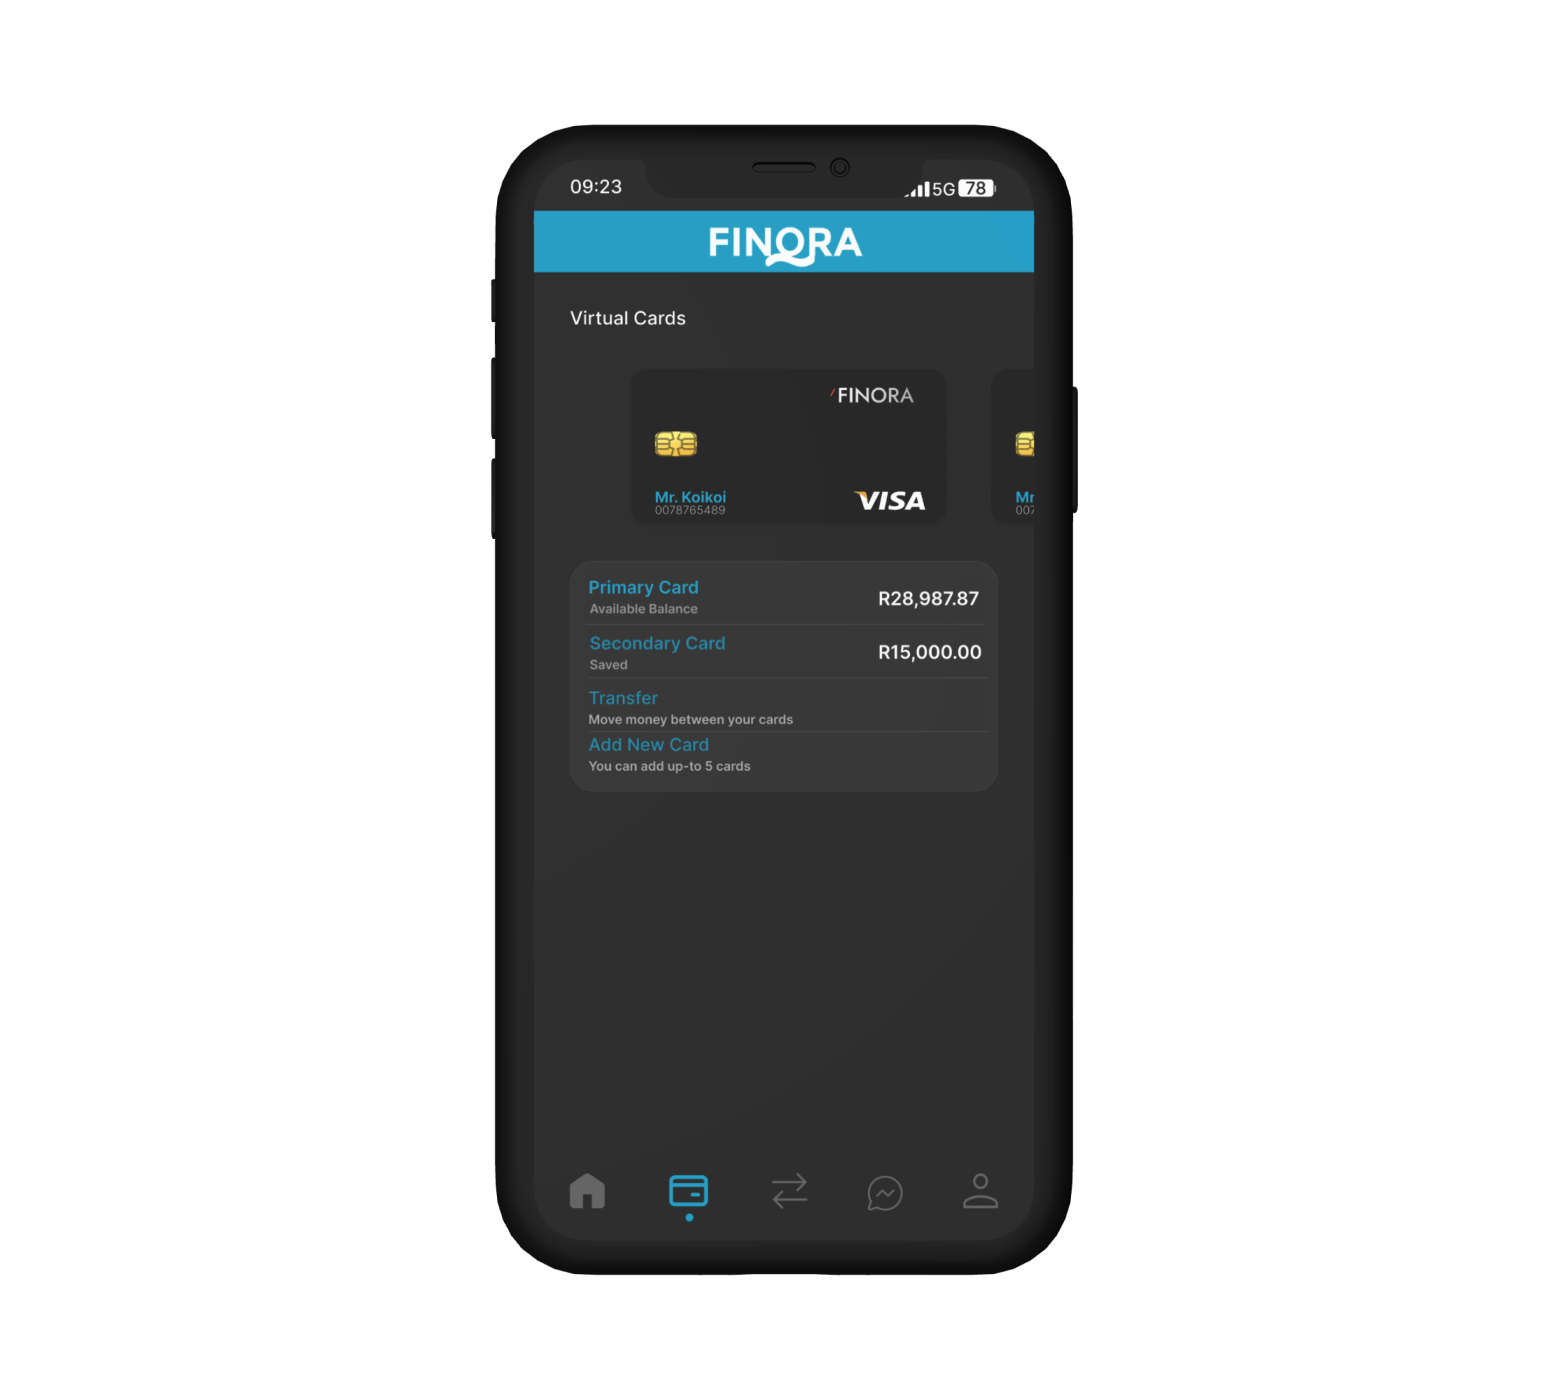 09:23
5G 78
FINORA
Virtual Cards
FINORA
Mr. Koikoi
0078765489
VISA
Mr
007
Primary Card
Available Balance
R28,987.87
Secondary Card
Saved
R15,000.00
Transfer
Move money between your cards
Add New Card
You can add up-to 5 cards